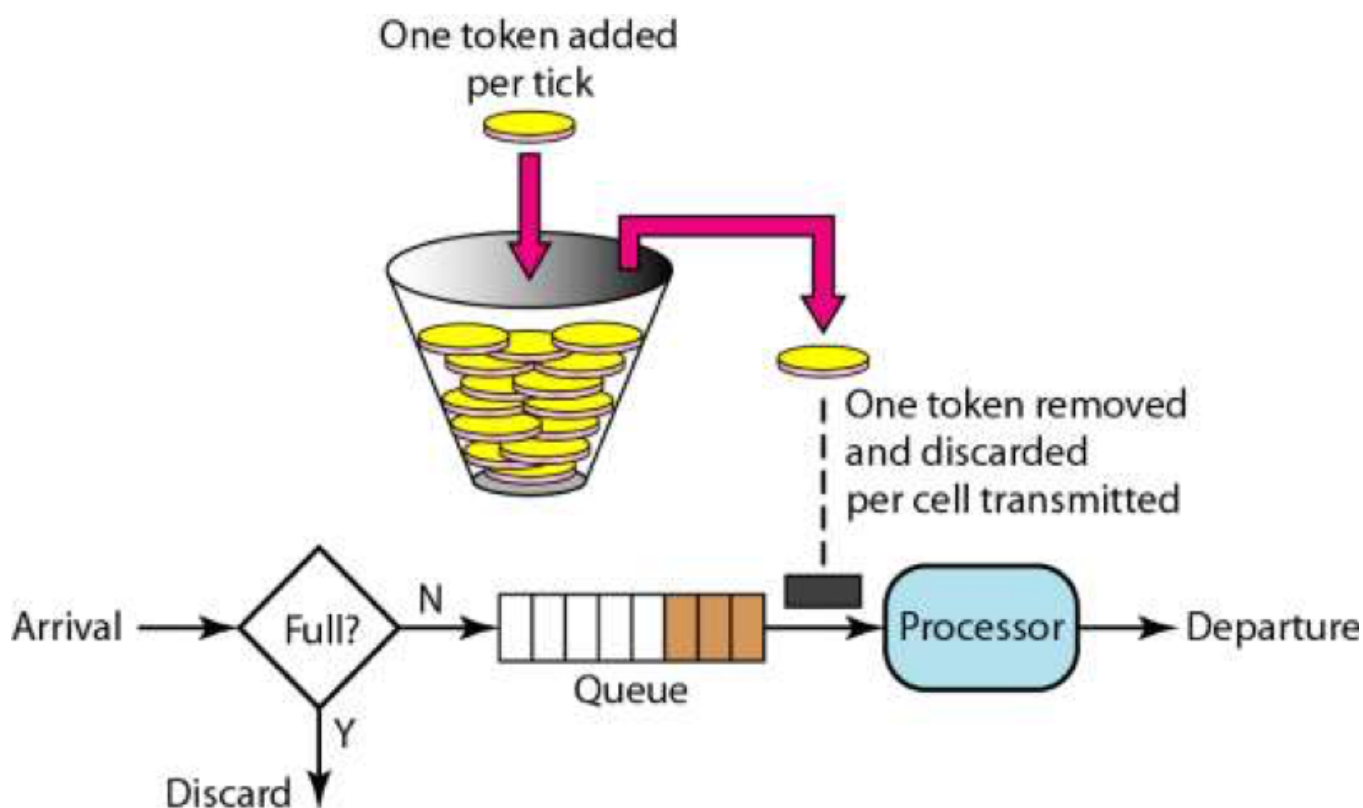 One token added
per tick
One token removed
and discarded
per cell transmitted
Arrival
Full?
N
Y
Discard
Queue
Processor
Departure